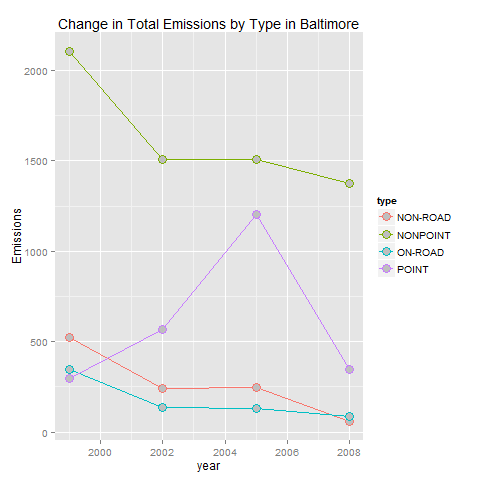 Change in Total Emissions by Type in Baltimore
Emissions
2000
1500
1000
500
0
2000
2002
2004
2006
2008
year
type
NON-ROAD
NONPOINT
ON-ROAD
POINT